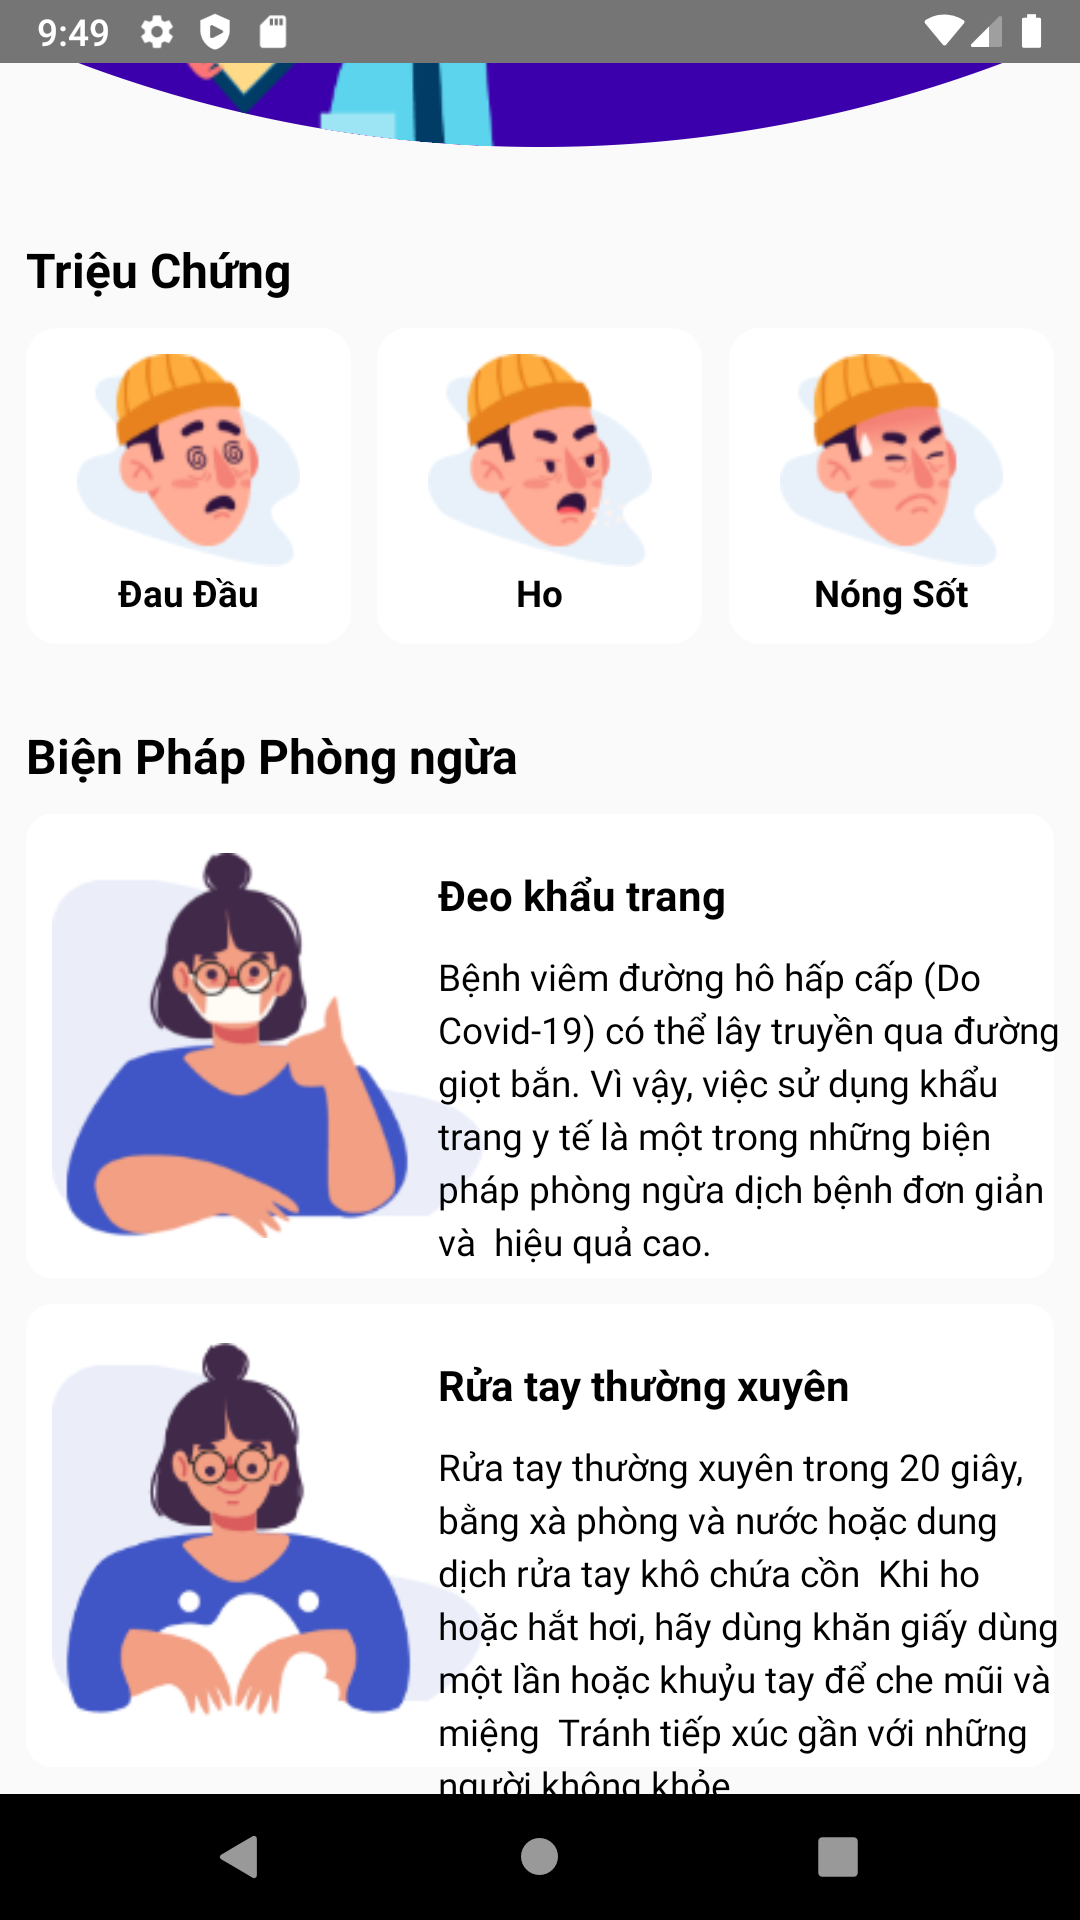 9:49
Triệu Chứng
Đau Đầu
Ho
Nóng Sốt
Biện Pháp Phòng ngừa
Đeo khẩu trang
Bệnh viêm đường hô hấp cấp (Do
Covid-19) có thể lây truyền qua đường
giọt bắn. Vì vậy, việc sử dụng khẩu
trang y tế là một trong những biện
pháp phòng ngừa dịch bệnh đơn giản
và  hiệu quả cao.
Rửa tay thường xuyên
Rửa tay thường xuyên trong 20 giây,
bằng xà phòng và nước hoặc dung
dịch rửa tay khô chứa cồn  Khi ho
hoặc hắt hơi, hãy dùng khăn giấy dùng
một lần hoặc khuỷu tay để che mũi và
miệng  Tránh tiếp xúc gần với những
người không khỏe